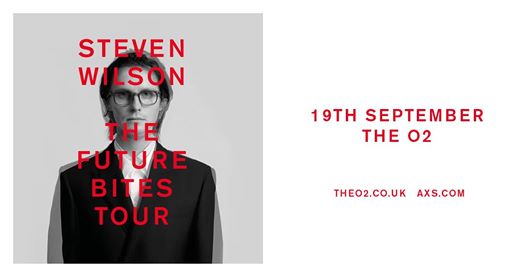 STEVEN
WILSON
THE
FUTURE
BITES
TOUR
19TH SEPTEMBER
THE O2
THEO2.CO.UK AXS.COM